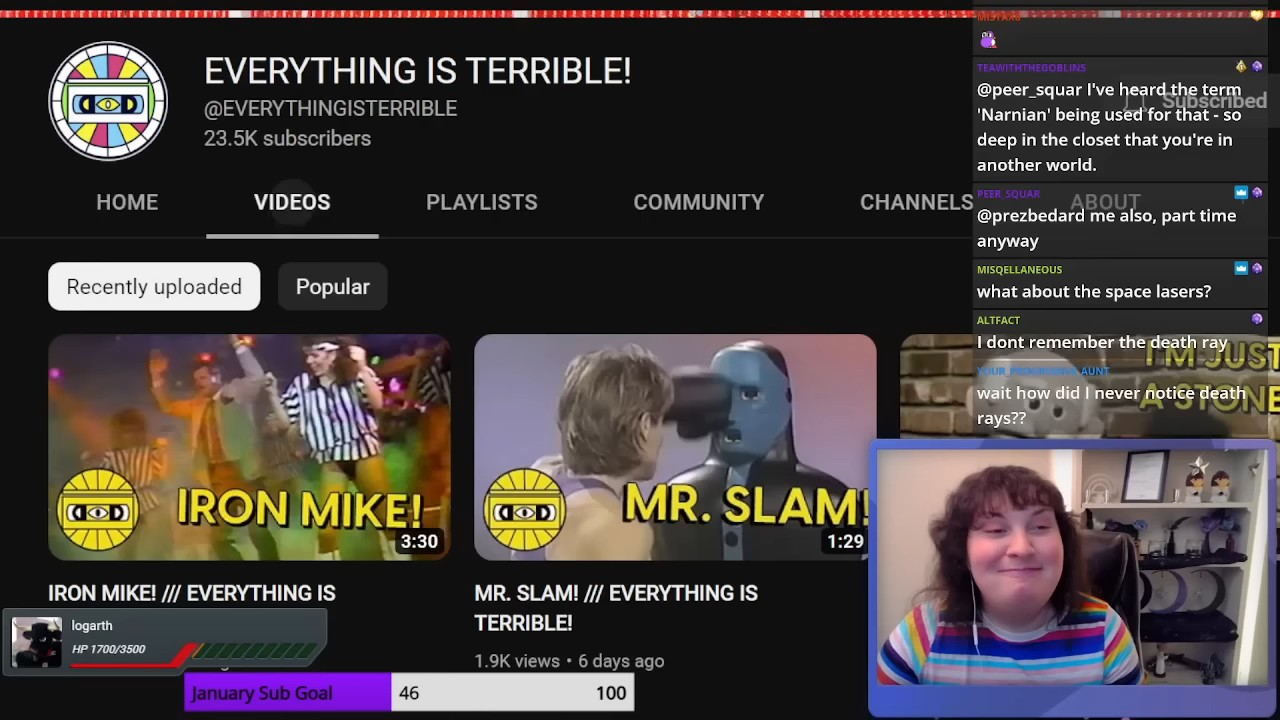 EVERYTHING IS TERRIBLE!
@EVERYTHINGISTERRIBLE
23.5K subscribers
Subscribed
HOME
VIDEOS
PLAYLISTS
COMMUNITY
CHANNELS
ABOUT
Recently uploaded
Popular
IRON MIKE!
3:30
MR. SLAM!
1:29
I'M JUST
A STONE
IRON MIKE! /// EVERYTHING IS
MR. SLAM! /// EVERYTHING IS
TERRIBLE!
1.9K views • 6 days ago
logarth
HP 1700/3500
January Sub Goal
46
100
TEAWITHTHEGOBLINS
@peer_squar I've heard the term
'Narnian' being used for that - so
deep in the closet that you're in
another world.
PEER_SQUAR
@prezbedard me also, part time
anyway
MISQELLANEOUS
what about the space lasers?
ALTFACT
I dont remember the death ray
YOUR_PROGRESSIVE_AUNT
wait how did I never notice death
rays??